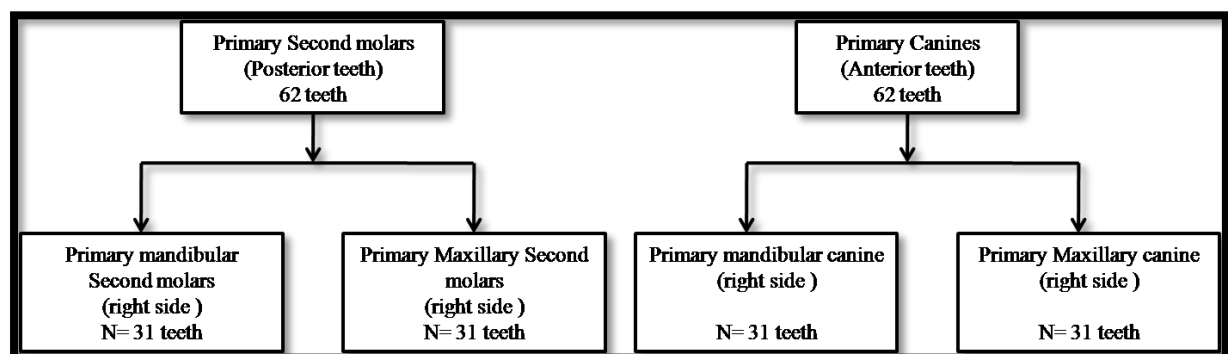 Primary Second molars
(Posterior teeth)
62 teeth
Primary Canines
(Anterior teeth)
62 teeth
Primary mandibular
Second molars
(right side )
N= 31 teeth
Primary Maxillary Second
molars
(right side )
N= 31 teeth
Primary mandibular canine
(right side )
N= 31 teeth
Primary Maxillary canine
(right side )
N= 31 teeth